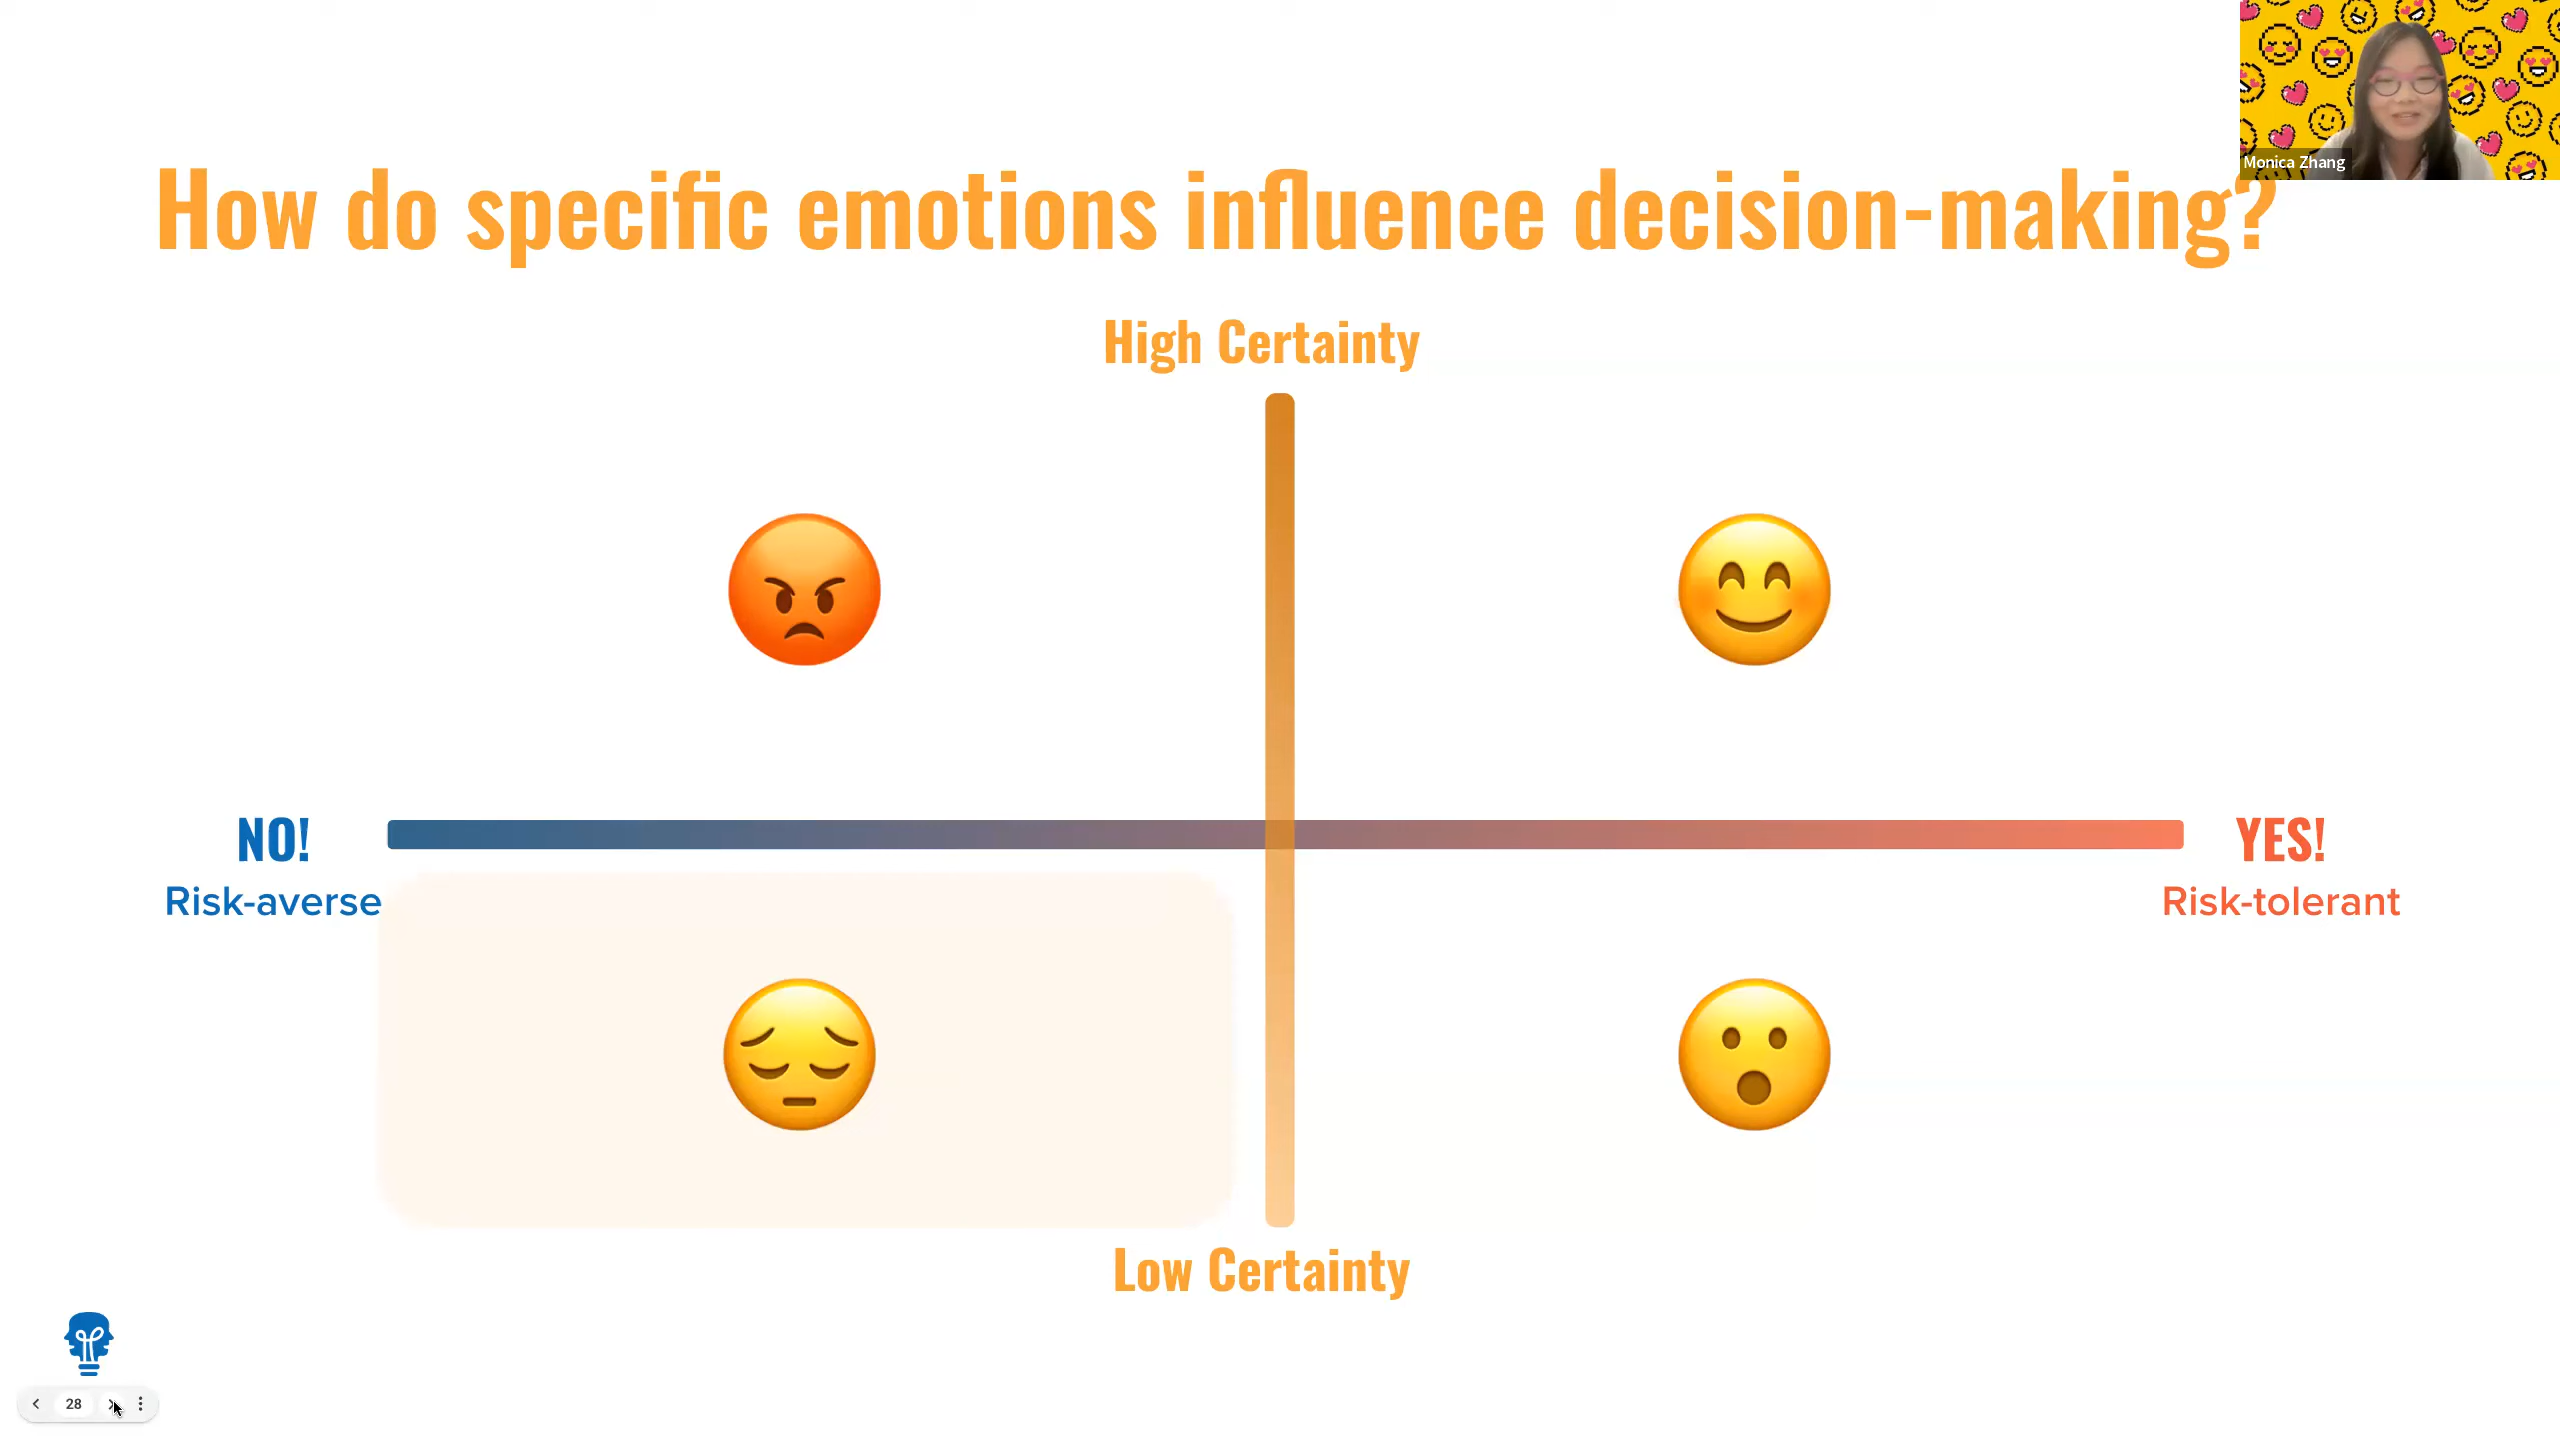 Monica Zhang
How do specific emotions influence decision-making?
High Certainty
NO!
Risk-averse
YES!
Risk-tolerant
Low Certainty
28